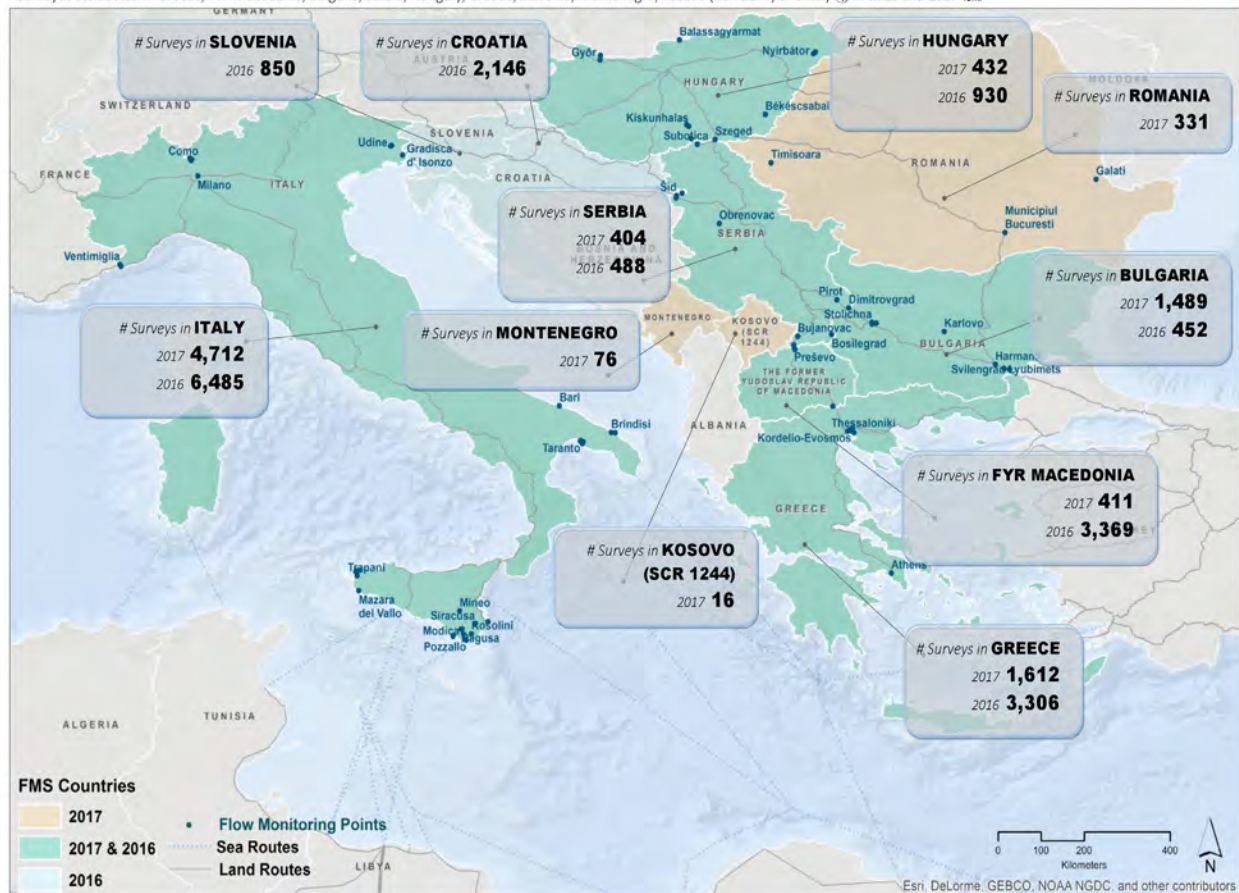 GERMANY
# Surveys in SLOVENIA
2016 850
# Surveys in CROATIA
2016 2,146
# Surveys in HUNGARY
2017 432
2016 930
# Surveys in ROMANIA
2017 331
# Surveys in SERBIA
2017 404
2016 488
# Surveys in BULGARIA
2017 1,489
2016 452
# Surveys in ITALY
2017 4,712
2016 6,485
# Surveys in MONTENEGRO
2017 76
# Surveys in FYR MACEDONIA
2017 411
2016 3,369
# Surveys in KOSOVO
(SCR 1244)
2017 16
# Surveys in GREECE
2017 1,612
2016 3,306
AUSTRIA
SWITZERLAND
FRANCE
ITALY
SLOVENIA
CROATIA
BOSNIA AND
HERZEGOVINA
HUNGARY
MOLDOVA
ROMANIA
SERBIA
MONTENEGRO
KOSOVO
(SCR
1244)
BULGARIA
THE FORMER
YUGOSLAV REPUBLIC
OF MACEDONIA
ALBANIA
GREECE
ALGERIA
TUNISIA
LIBYA
Balassagyarmat
Győr
Nyirbátor
Békéscsabai
Kiskunhalas
Subotica
Szeged
Timisoara
Galati
Municipiul
Bucuresti
Como
Milano
Udine
Gradisca
d' Isonzo
Ventimiglia
Šid
Obrenovac
Pirot
Dimitrovgrad
Stolichna
Bujanovac
Bosilegrad
Preševo
Karlovo
Harman
Svilengrad
Lyubimets
Bari
Brindisi
Taranto
Thessaloniki
Kordelio-Evosmos
Athens
Trapani
Mazara
del Vallo
Mineo
Siracusa
Rosolini
Modica
Pozzallo
FMS Countries
2017
2017 & 2016
2016
Flow Monitoring Points
Sea Routes
Land Routes
0 100 200 400
Kilometers
N
Esri, DeLorme, GEBCO, NOAA NGDC, and other contributors